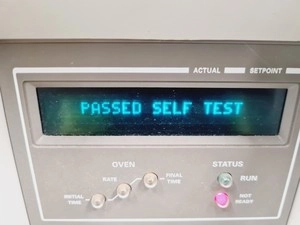 ACTUAL SETPOINT
PASSED SELF TEST
OVEN
STATUS
RATE
FINAL
TIME
INITIAL
TIME
RUN
NOT
READY